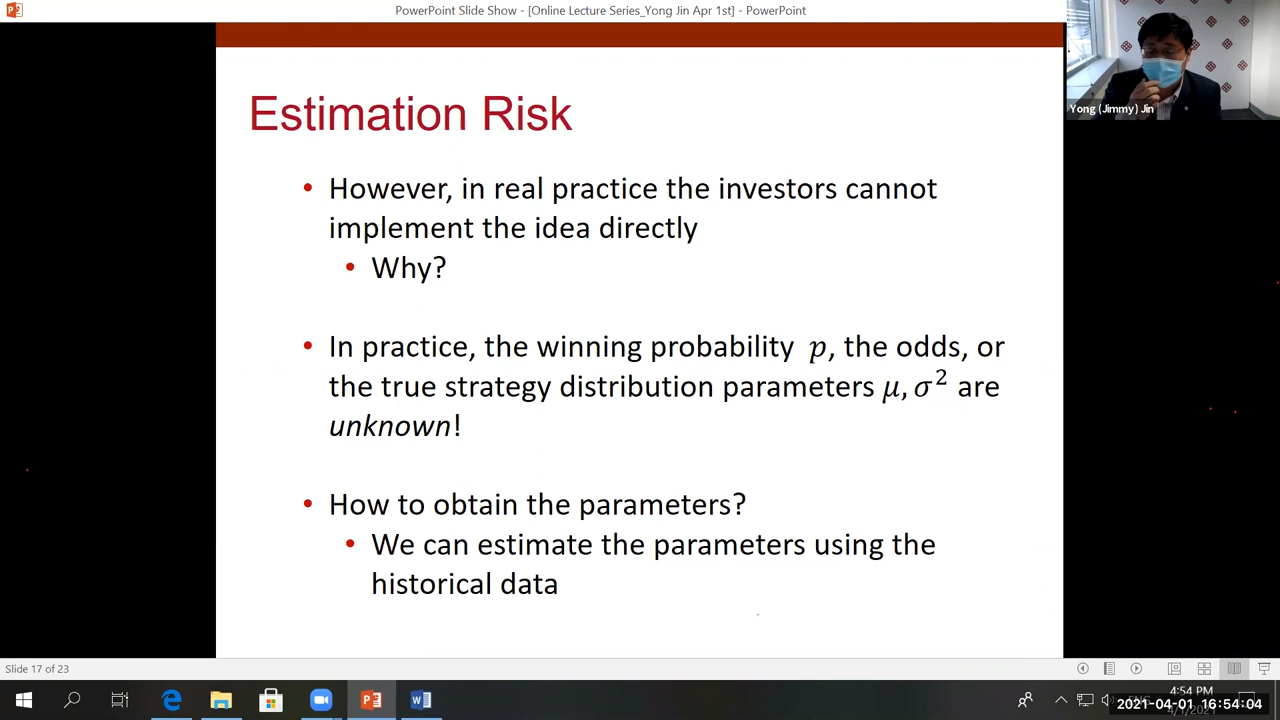 PowerPoint Slide Show - [Online Lecture Series_Yong Jin Apr 1st] - PowerPoint
Yong (Jimmy) Jin
Estimation Risk
• However, in real practice the investors cannot
implement the idea directly
• Why?
• In practice, the winning probability p, the odds, or
the true strategy distribution parameters μ, σ² are
unknown!
• How to obtain the parameters?
• We can estimate the parameters using the
historical data
Slide 17 of 23
4:54 PM
2021-04-01 16:54:04